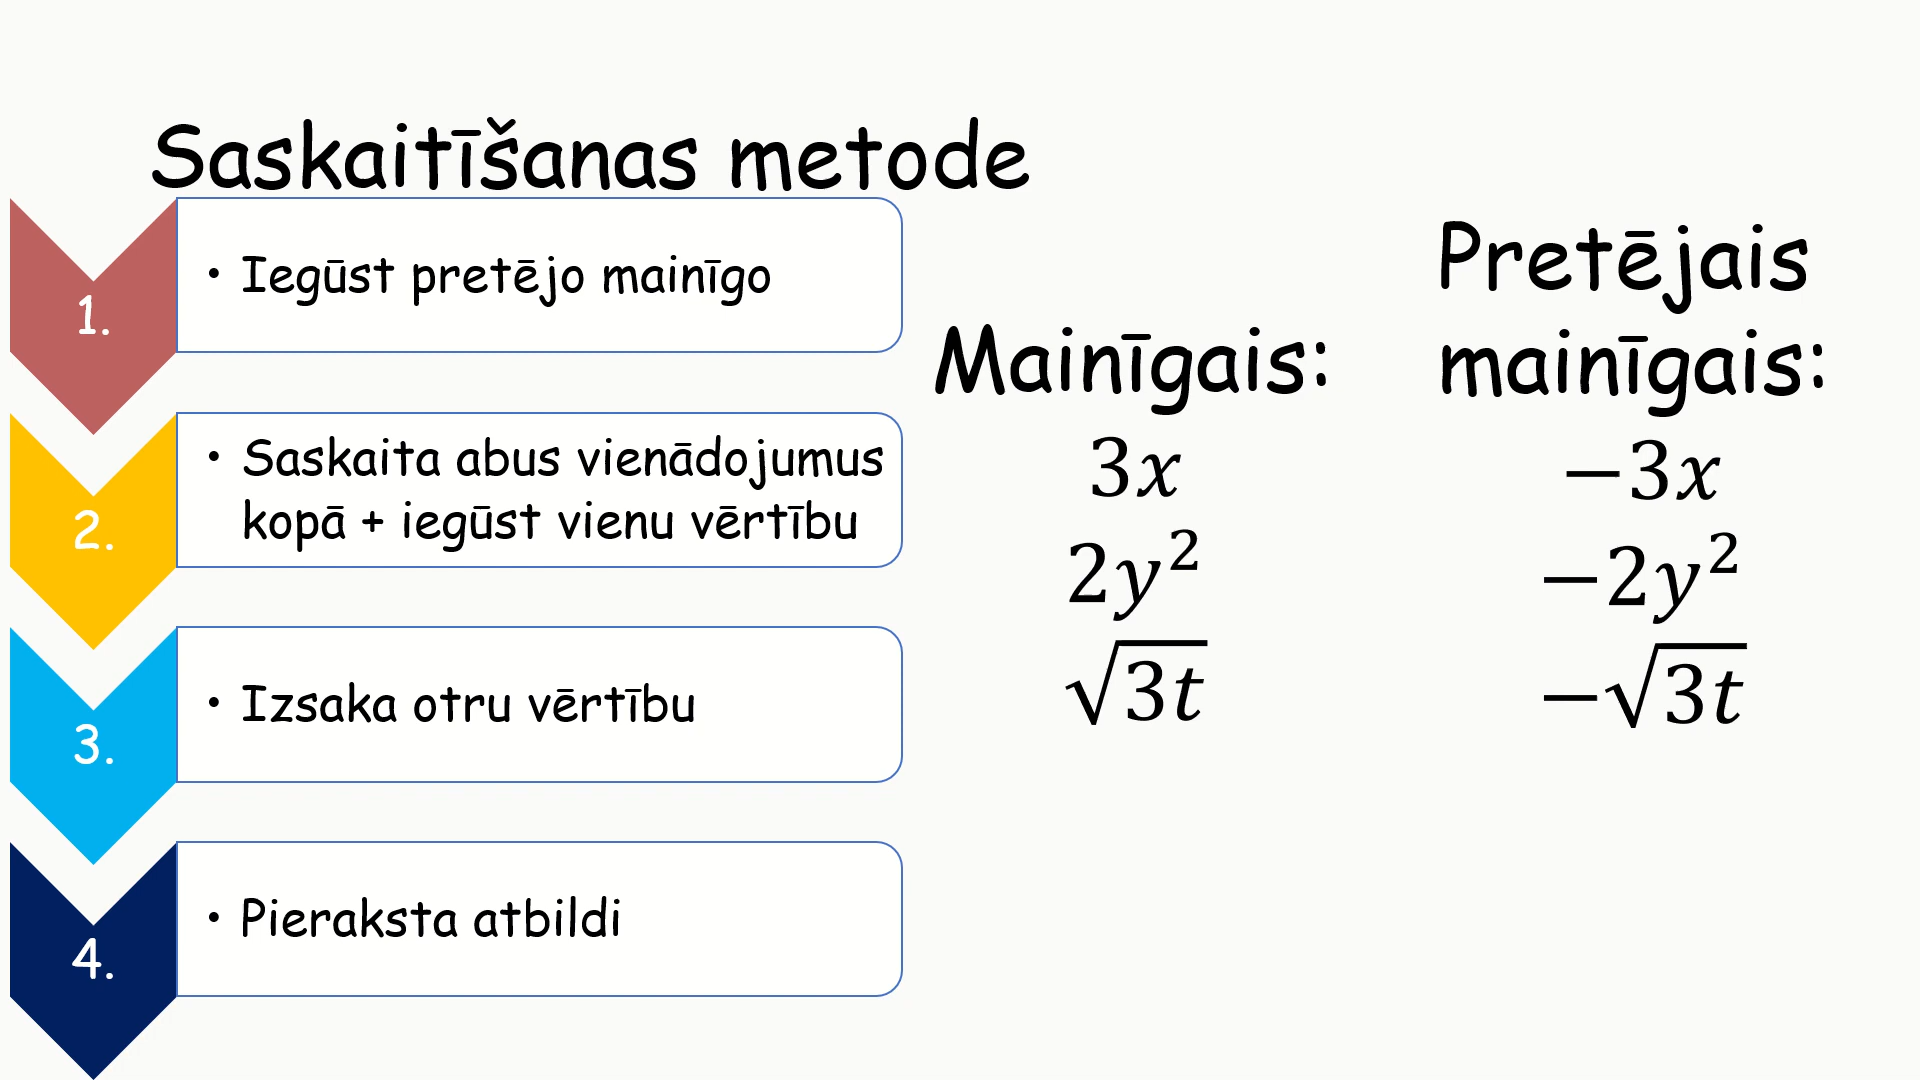 Saskaitīšanas metode
1.
• Iegūst pretējo mainīgo
2.
• Saskaita abus vienādojumus
kopā + iegūst vienu vērtību
3.
• Izsaka otru vērtību
4.
• Pieraksta atbildi
Mainīgais:
3x
2y²
√3t
Pretējais
mainīgais:
−3x
−2y²
−√3t